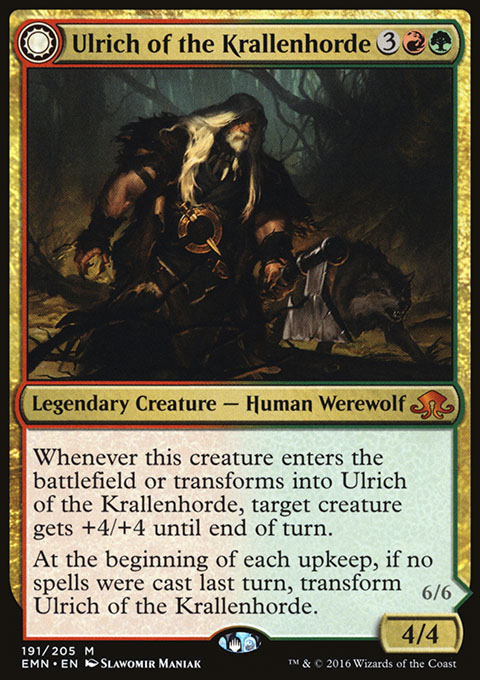 Ulrich of the Krallenhorde 3
Legendary Creature — Human Werewolf
Whenever this creature enters the
battlefield or transforms into Ulrich
of the Krallenhorde, target creature
gets +4/+4 until end of turn.
At the beginning of each upkeep, if no
spells were cast last turn, transform
Ulrich of the Krallenhorde.
6/6
4/4
191/205 M
EMN • EN Slawomir Maniak
™ & © 2016 Wizards of the Coast